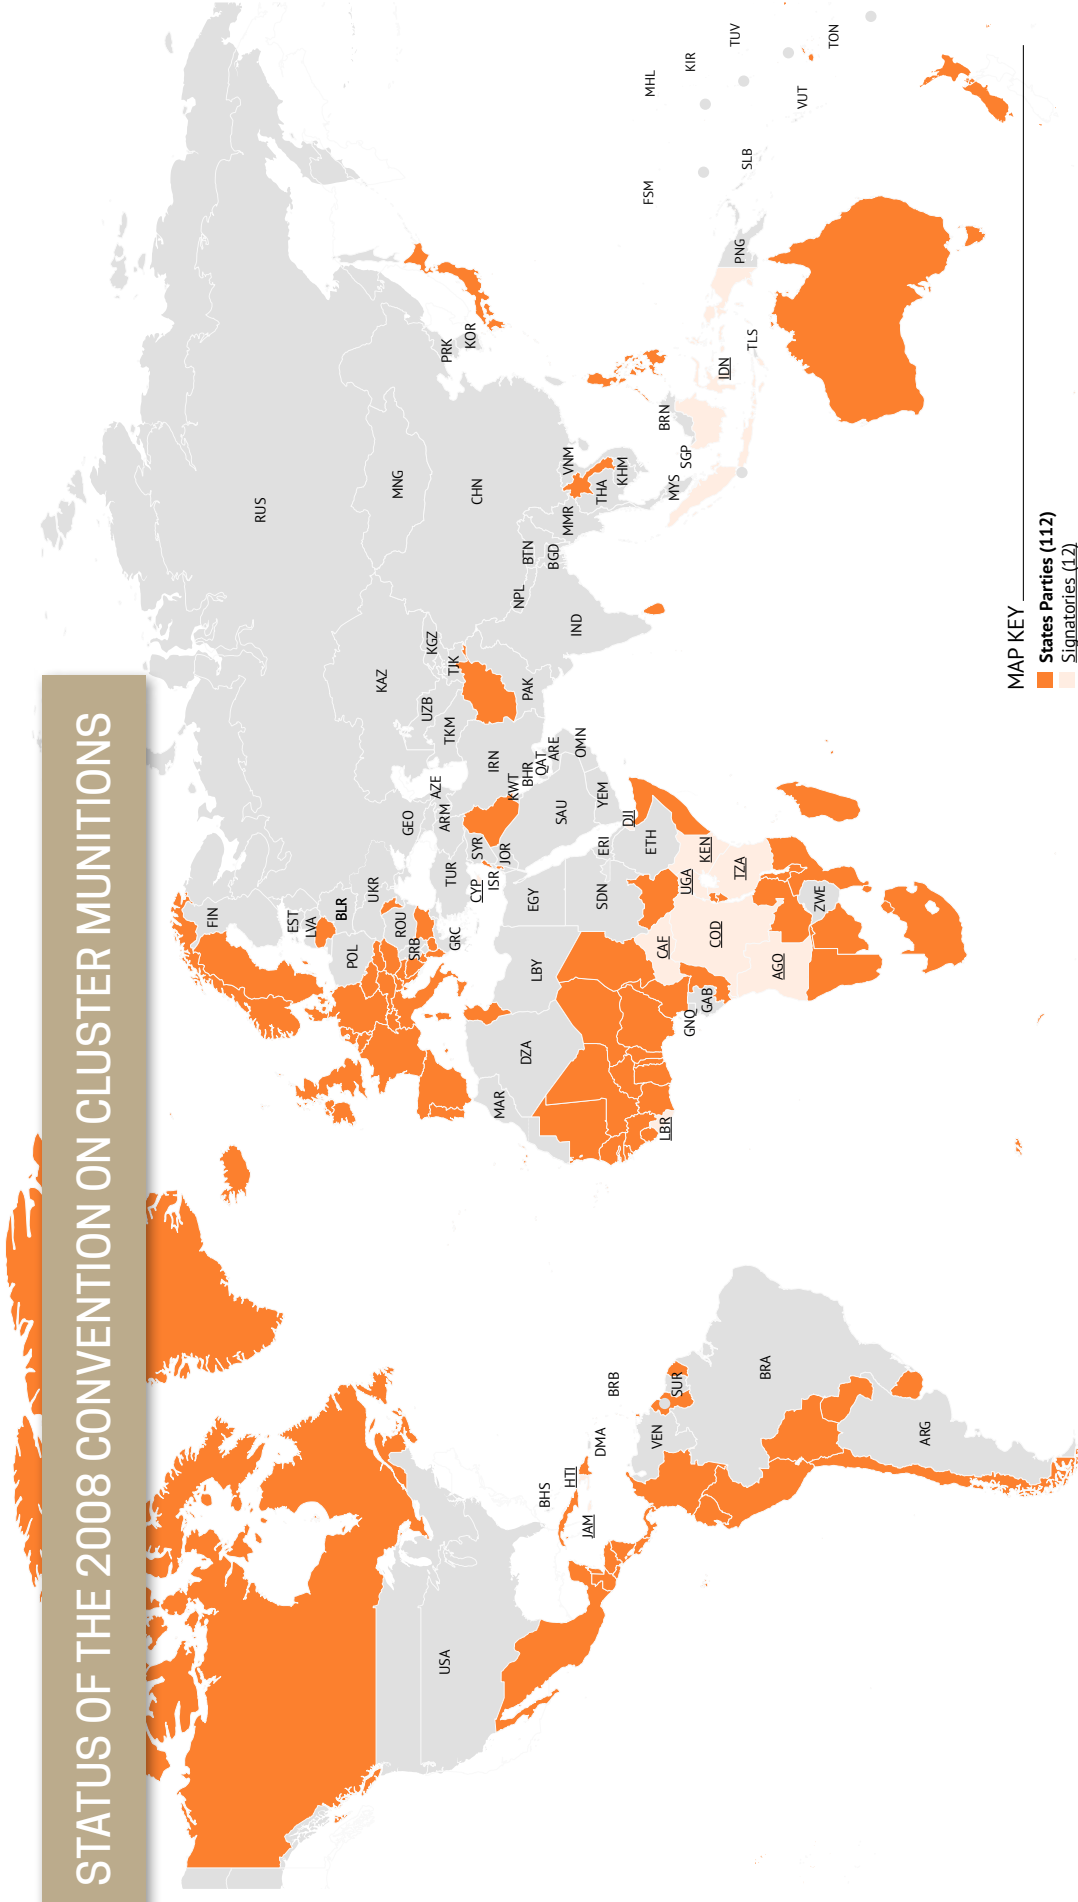 STATUS OF THE 2008 CONVENTION ON CLUSTER MUNITIONS
RUS
FIN
EST
LVA
BLR
POL
UKR
ROU
SRB
GRC
KAZ
MNG
GEO
AZE
ARM
UZB
KGZ
TKM
TJK
PRK
KOR
USA
TUR
CYP
SYR
ISR
JOR
IRN
KWT
BHR
QAT
ARE
OMN
PAK
CHN
NPL
BTN
BGD
IND
MMR
VNM
THA
KHM
MAR
DZA
LBY
EGY
SAU
YEM
SDN
ERI
DJI
ETH
BHS
HTI
JAM
DMA
BRB
VEN
SUR
BRA
ARG
LBR
GNQ
GAB
CAF
COD
UGA
KEN
TZA
AGO
ZWE
BRN
MYS
SGP
IDN
TLS
PNG
FSM
MHL
KIR
TUV
SLB
VUT
TON
MAP KEY
States Parties (112)
Signatories (12)